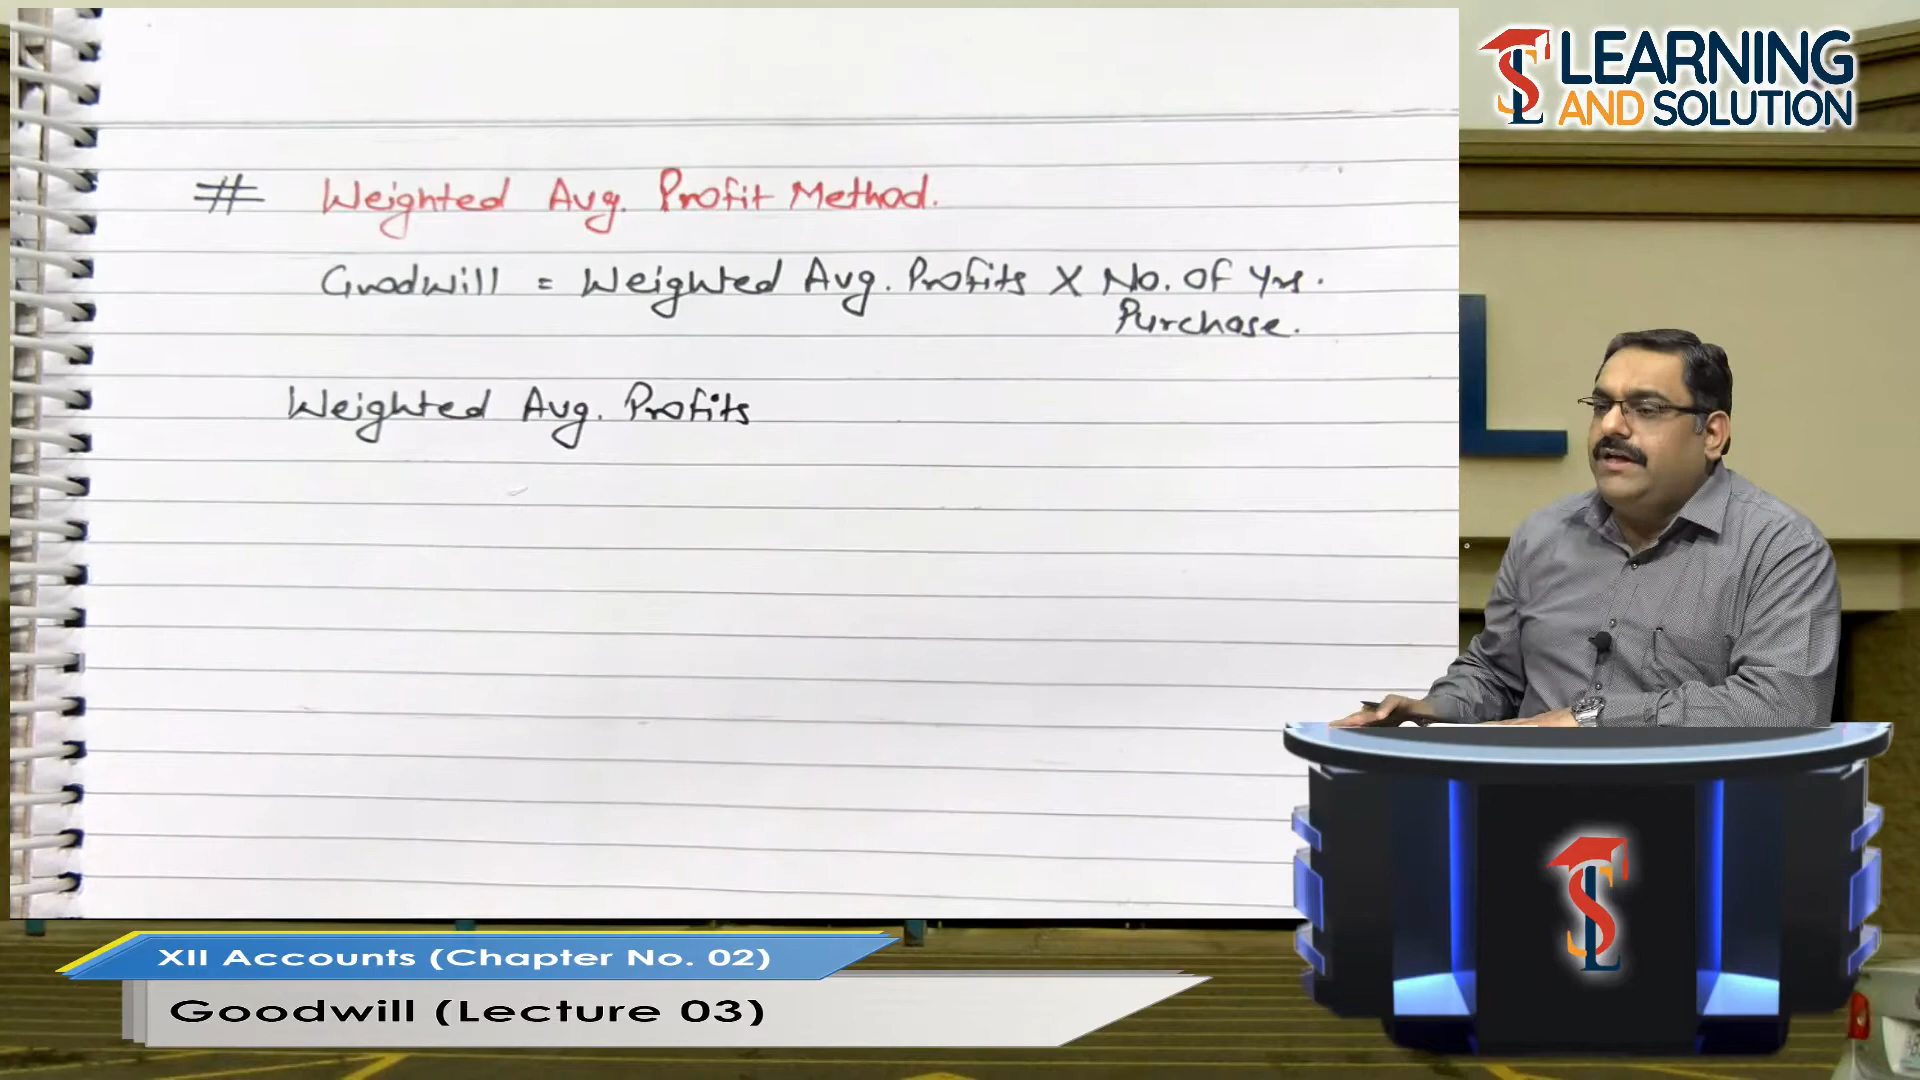 LEARNING
AND SOLUTION
# Weighted Avg. Profit Method.
Goodwill = Weighted Avg. Profits X No. of Yrs.
Purchase.
Weighted Avg. Profits
XII Accounts (Chapter No. 02)
Goodwill (Lecture 03)